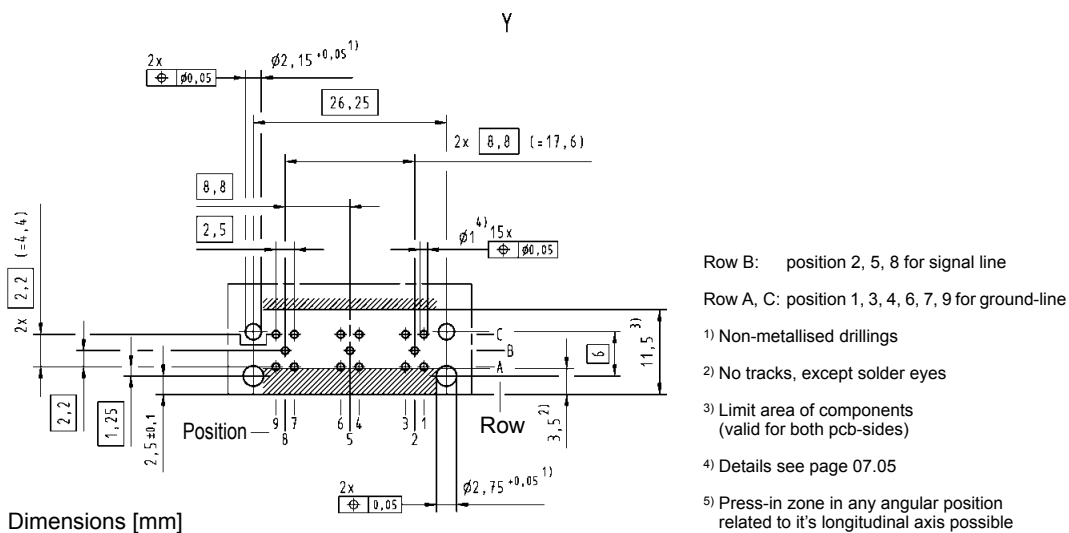 Y
2x
⌖ ø0,05
ø2,15 +0,05 1)
26,25
2x 8,8 (=17,6)
8,8
2,5
ø1 4) 15x
⌖ ø0,05
2x 2,2 (=4,4)
C
B
A
6
11,5 3)
2,2
1,25
2,5±0,1
3,5 2)
9 7 6 4 3 1
Position
8 5 2
Row
2x
⌖ 0,05
ø2,75 +0,05 1)
Dimensions [mm]
Row B: position 2, 5, 8 for signal line
Row A, C: position 1, 3, 4, 6, 7, 9 for ground-line
1) Non-metallised drillings
2) No tracks, except solder eyes
3) Limit area of components
(valid for both pcb-sides)
4) Details see page 07.05
5) Press-in zone in any angular position
related to it's longitudinal axis possible